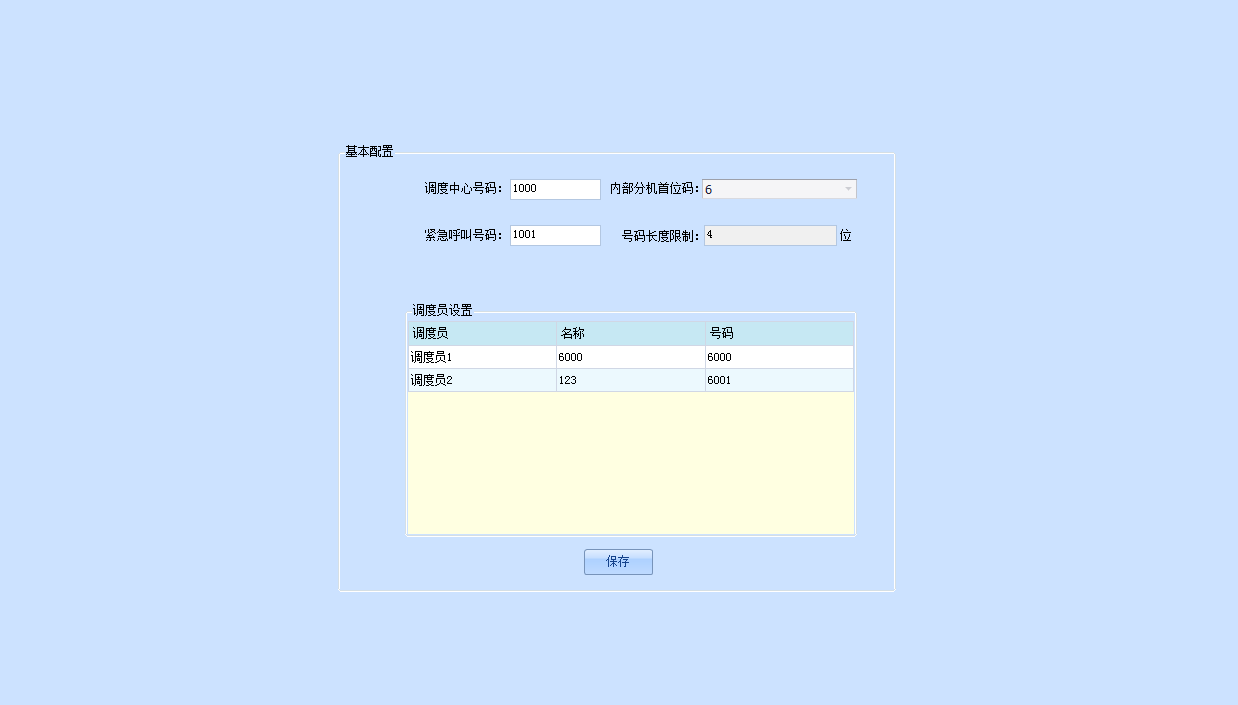 基本配置
调度中心号码： 1000 内部分机首位码： 6
紧急呼叫号码： 1001 号码长度限制： 4 位
调度员设置
调度员 名称 号码
调度员1 6000 6000
调度员2 123 6001
保存